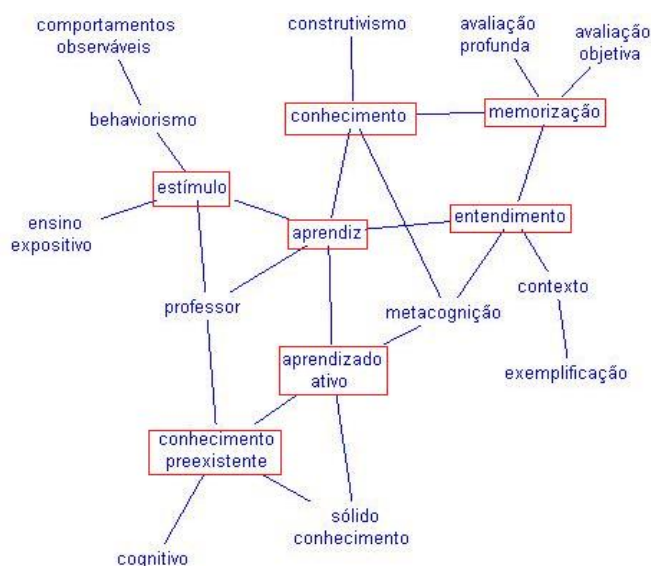 comportamentos
observáveis
construtivismo
avaliação
profunda
avaliação
objetiva
behaviorismo
conhecimento
memorização
estímulo
ensino
expositivo
aprendiz
entendimento
professor
metacognição
contexto
aprendizado
ativo
exemplificação
conhecimento
preexistente
sólido
conhecimento
cognitivo